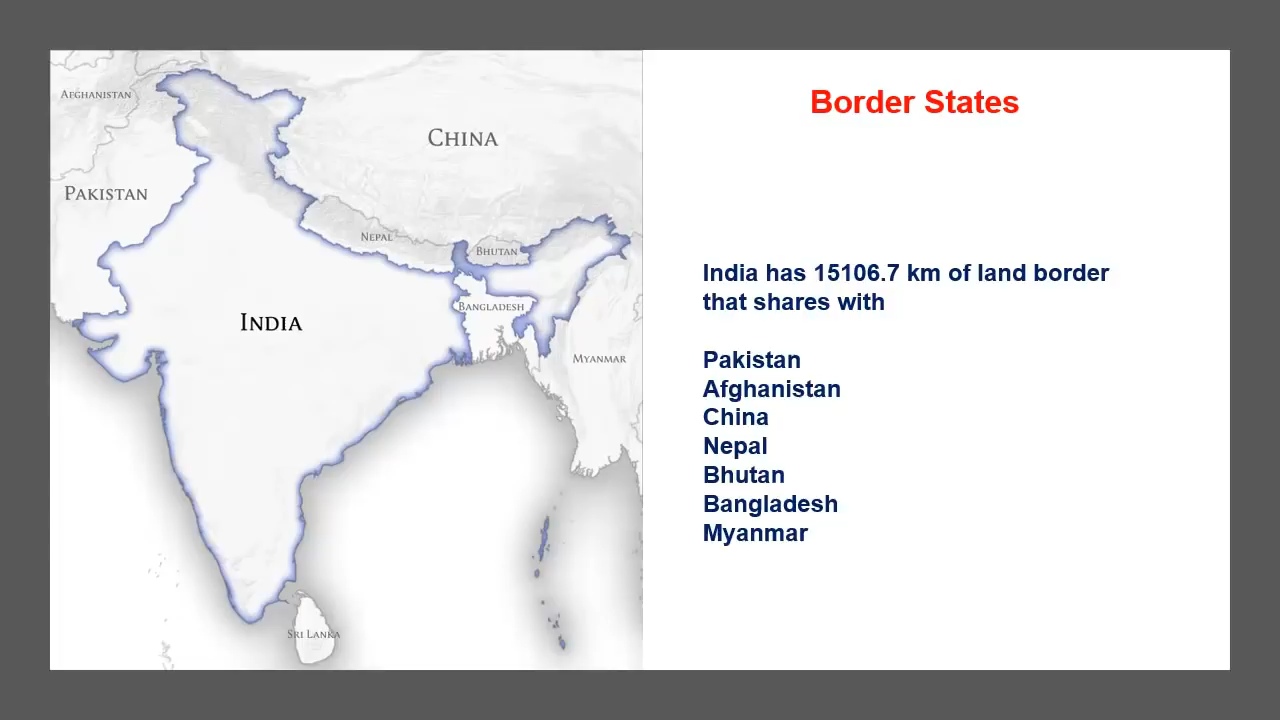 Border States
AFGHANISTAN
CHINA
PAKISTAN
NEPAL
BHUTAN
BANGLADESH
INDIA
MYANMAR
SRI LANKA
India has 15106.7 km of land border
that shares with
Pakistan
Afghanistan
China
Nepal
Bhutan
Bangladesh
Myanmar